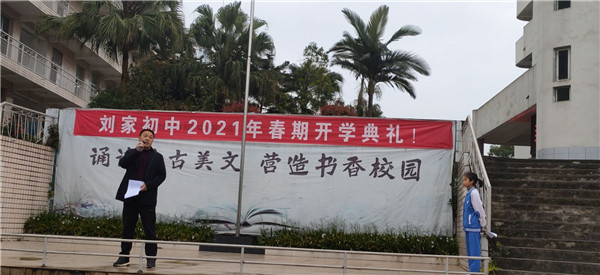 刘家初中2021年春期开学典礼！
诵 古美文 营造书香校园